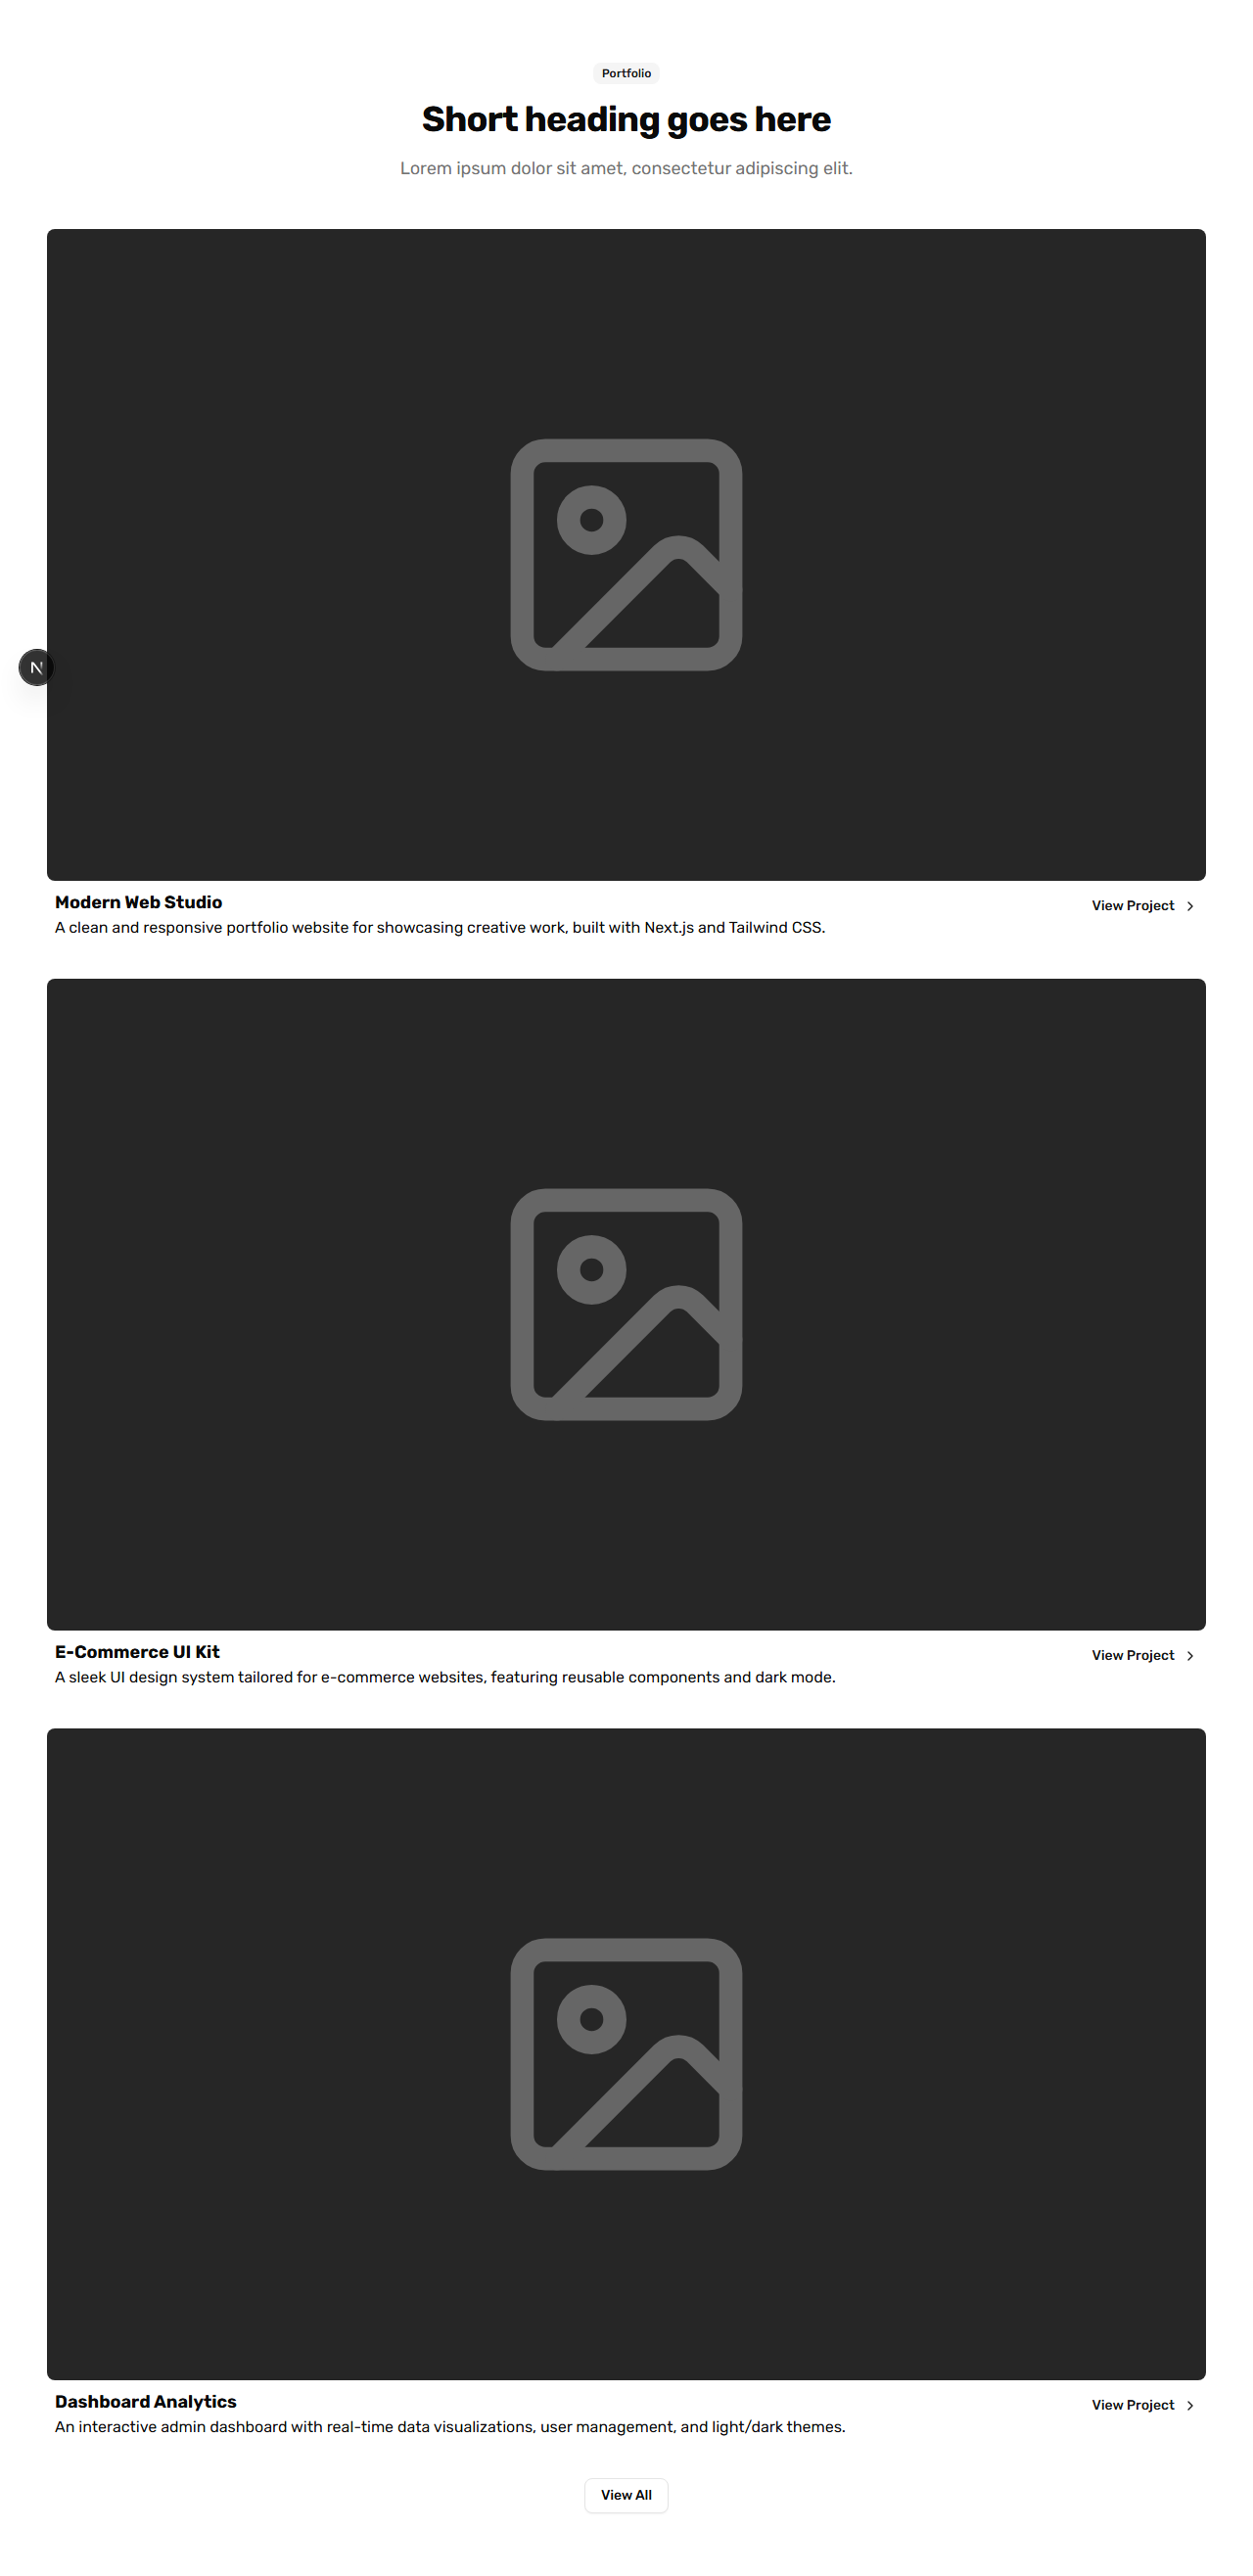 Portfolio
Short heading goes here
Lorem ipsum dolor sit amet, consectetur adipiscing elit.
N
Modern Web Studio
View Project
A clean and responsive portfolio website for showcasing creative work, built with Next.js and Tailwind CSS.
E-Commerce UI Kit
View Project
A sleek UI design system tailored for e-commerce websites, featuring reusable components and dark mode.
Dashboard Analytics
View Project
An interactive admin dashboard with real-time data visualizations, user management, and light/dark themes.
View All